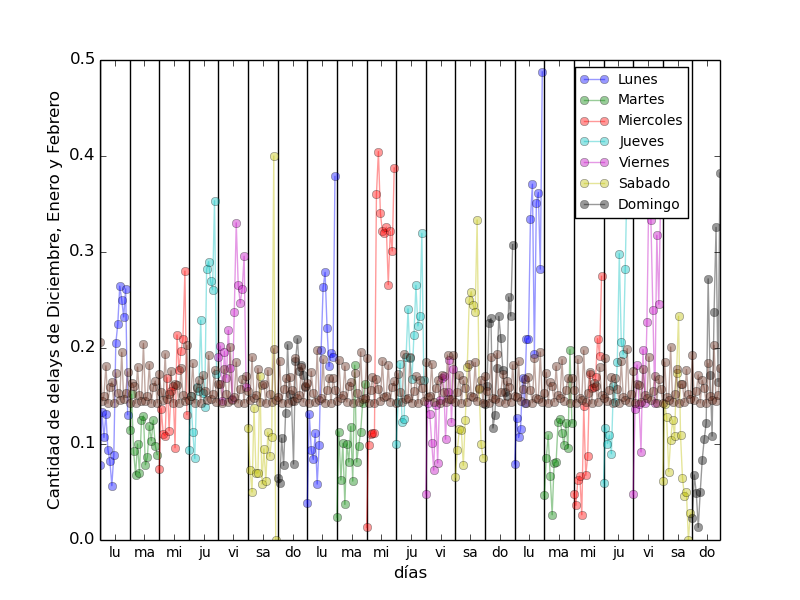 Cantidad de delays de Diciembre, Enero y Febrero
0.5
0.4
0.3
0.2
0.1
0.0
Lunes
Martes
Miercoles
Jueves
Viernes
Sabado
Domingo
lu ma mi ju vi sa do lu ma mi ju vi sa do lu ma mi ju vi sa do
días